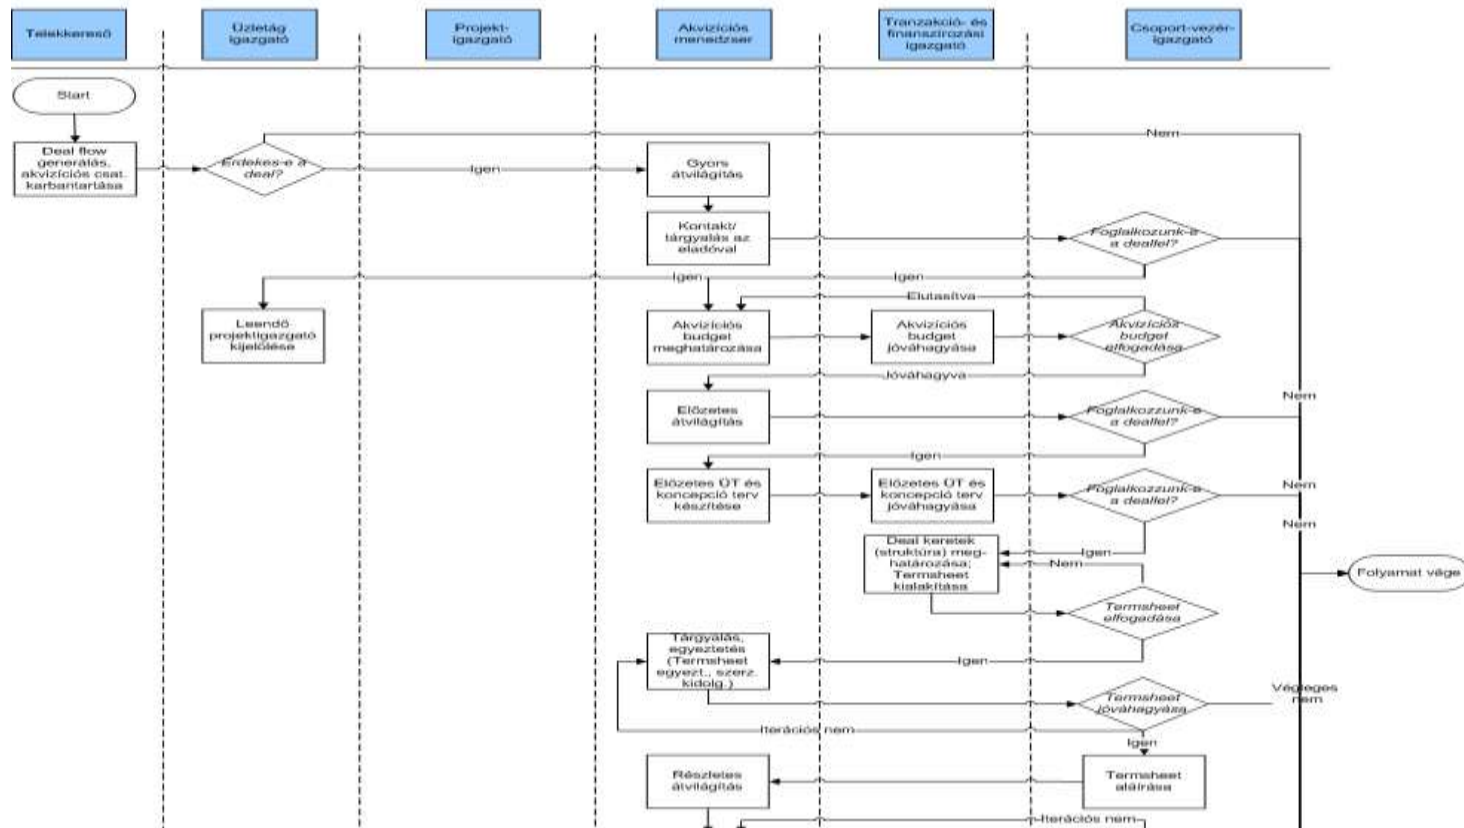 Telekkereső
Üzletág
igazgató
Projekt-
igazgató
Akvizíciós
menedzser
Tranzakció- és
finanszírozási
igazgató
Csoport-vezér-
igazgató
Start
Nem
Deal flow
generálás,
akvizíciós csat.
karbantartása
Érdekes-e a
deal?
Igen
Gyors
átvilágítás
Kontakt/
tárgyalás az
eladóval
Foglalkozunk-e
a deallel?
Igen
Igen
Elutasítva
Leendő
projektigazgató
kijelölése
Akvizíciós
budget
meghatározása
Akvizíciós
budget
jóváhagyása
Akvizíciós
budget
elfogadása
Jóváhagyva
Nem
Előzetes
átvilágítás
Foglalkozzunk-e
a deallel?
Igen
Előzetes ÜT és
koncepció terv
készítése
Előzetes ÜT és
koncepció terv
jóváhagyása
Foglalkozzunk-e
a deallel?
Nem
Nem
Deal keretek
(struktúra) meg-
határozása;
Termsheet
kialakítása
Igen
Nem
Folyamat vége
Termsheet
elfogadása
Tárgyalás,
egyeztetés
(Termsheet
egyezt., szerz.
kidolg.)
Igen
Termsheet
jóváhagyása
Végleges
nem
Iterációs nem
Igen
Részletes
átvilágítás
Termsheet
aláírása
Iterációs nem